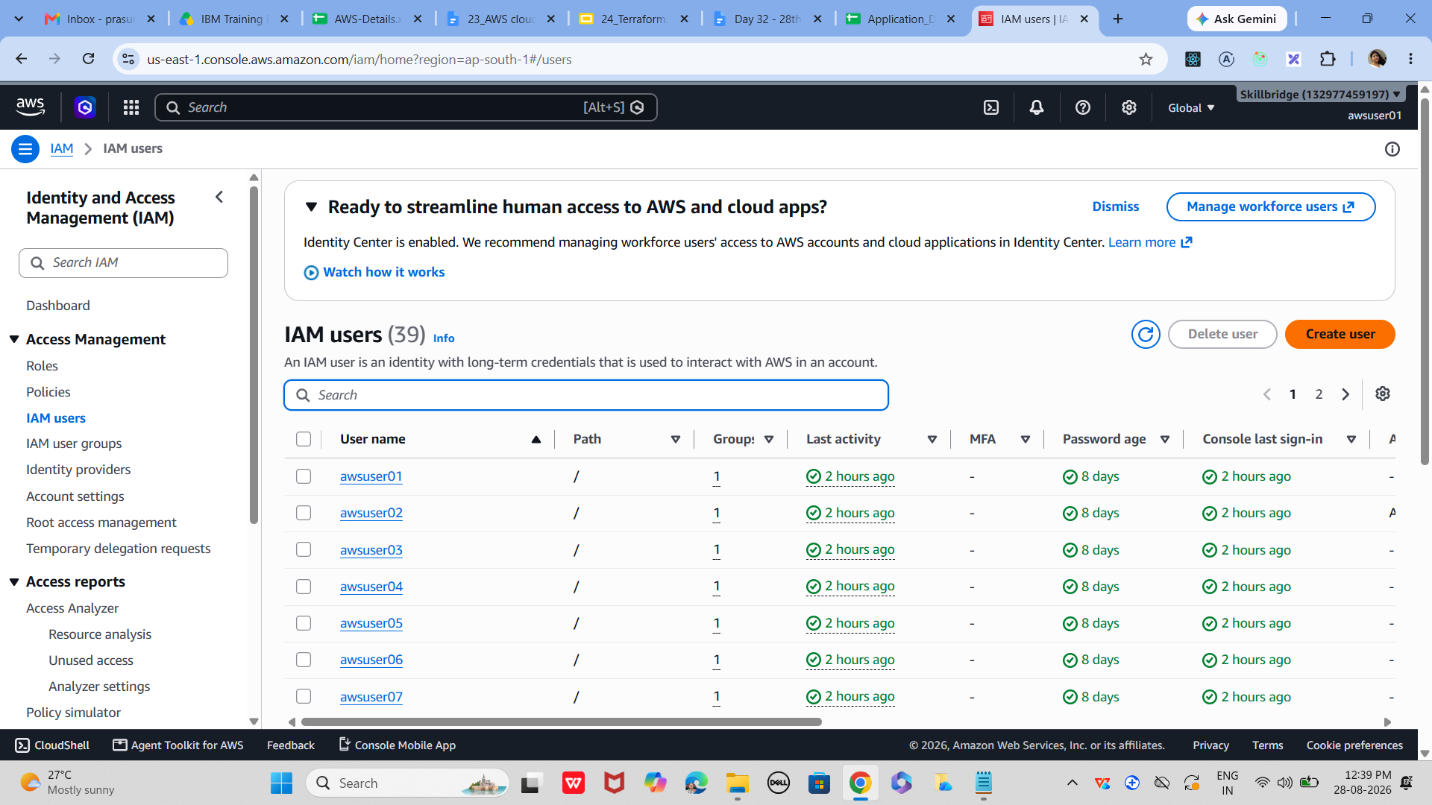 Inbox - prasu
IBM Training
AWS-Details.x
23_AWS clou
24_Terraform.
Day 32 - 28th
Application_D
IAM users | IA
Ask Gemini
us-east-1.console.aws.amazon.com/iam/home?region=ap-south-1#/users
aws
Search
[Alt+S]
Global
Skillbridge (132977459197)
awsuser01
IAM
IAM users
Identity and Access
Management (IAM)
Search IAM
Dashboard
Access Management
Roles
Policies
IAM users
IAM user groups
Identity providers
Account settings
Root access management
Temporary delegation requests
Access reports
Access Analyzer
Resource analysis
Unused access
Analyzer settings
Policy simulator
Ready to streamline human access to AWS and cloud apps?
Dismiss
Manage workforce users
Identity Center is enabled. We recommend managing workforce users' access to AWS accounts and cloud applications in Identity Center. Learn more
Watch how it works
IAM users (39) Info
Delete user
Create user
An IAM user is an identity with long-term credentials that is used to interact with AWS in an account.
Search
1 2
User name Path Groups Last activity MFA Password age Console last sign-in A
awsuser01 / 1 2 hours ago - 8 days 2 hours ago -
awsuser02 / 1 2 hours ago - 8 days 2 hours ago A
awsuser03 / 1 2 hours ago - 8 days 2 hours ago -
awsuser04 / 1 2 hours ago - 8 days 2 hours ago -
awsuser05 / 1 2 hours ago - 8 days 2 hours ago -
awsuser06 / 1 2 hours ago - 8 days 2 hours ago -
awsuser07 / 1 2 hours ago - 8 days 2 hours ago -
CloudShell
Agent Toolkit for AWS
Feedback
Console Mobile App
© 2026, Amazon Web Services, Inc. or its affiliates.
Privacy
Terms
Cookie preferences
27°C
Mostly sunny
Search
DELL
ENG
IN
12:39 PM
28-08-2026